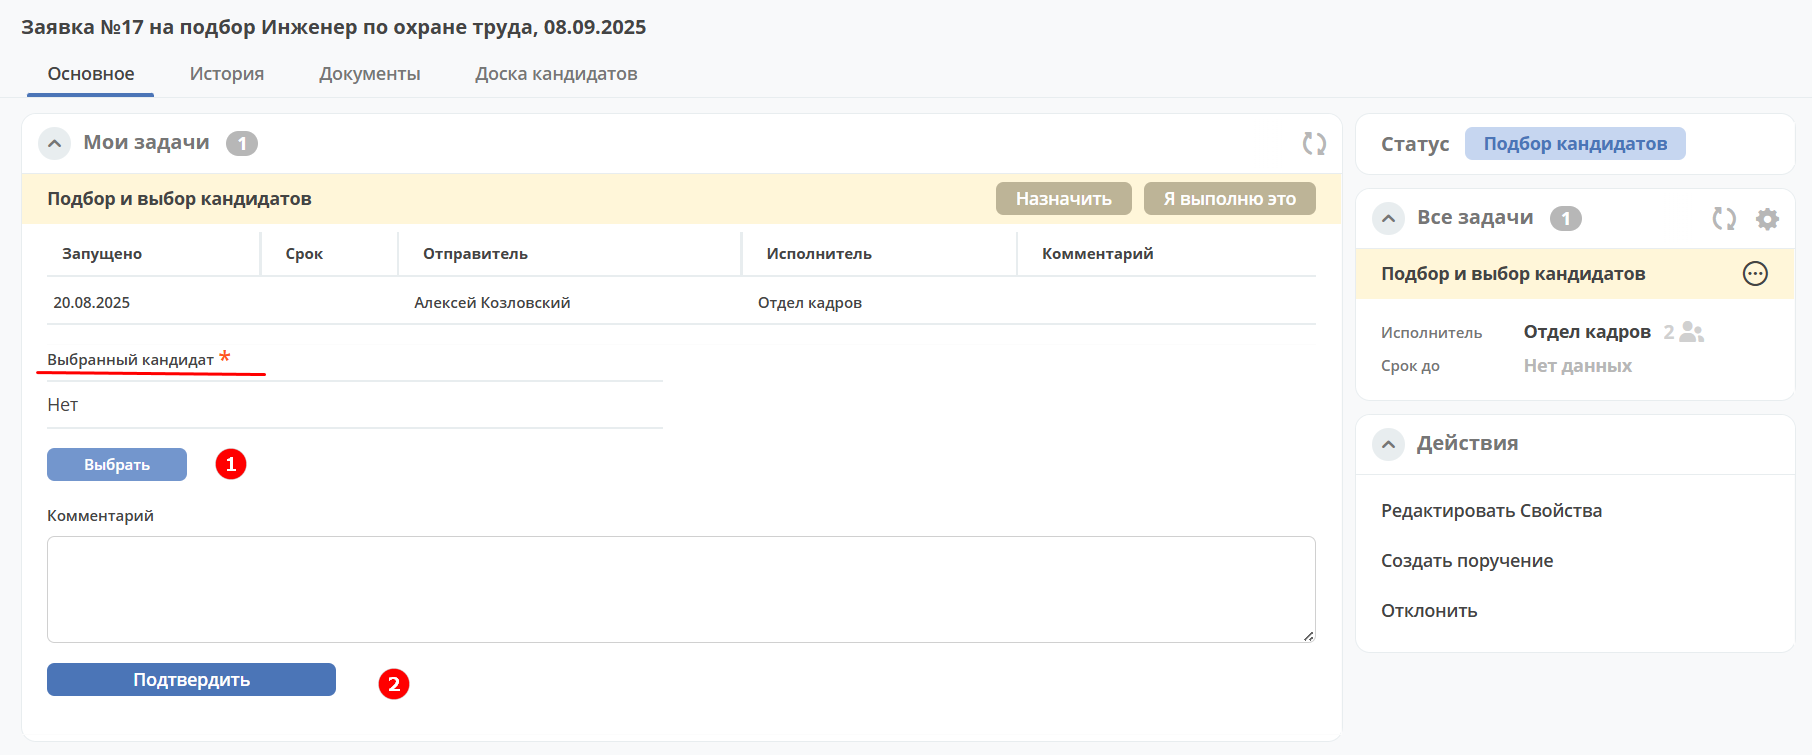 Заявка №17 на подбор Инженер по охране труда, 08.09.2025
Основное История Документы Доска кандидатов
Мои задачи 1
Подбор и выбор кандидатов Назначить Я выполню это
Запущено Срок Отправитель Исполнитель Комментарий
20.08.2025 Алексей Козловский Отдел кадров
Выбранный кандидат *
Нет
Выбрать 1
Комментарий
Подтвердить 2
Статус Подбор кандидатов
Все задачи 1
Подбор и выбор кандидатов
Исполнитель Отдел кадров 2
Срок до Нет данных
Действия
Редактировать Свойства
Создать поручение
Отклонить